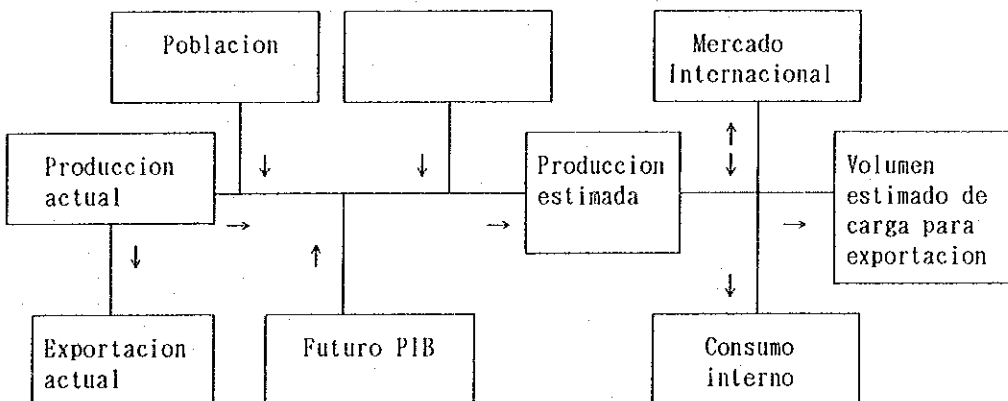 Poblacion
Mercado
Internacional
Produccion
actual
Produccion
estimada
Volumen
estimado de
carga para
exportacion
Exportacion
actual
Futuro PIB
Consumo
interno